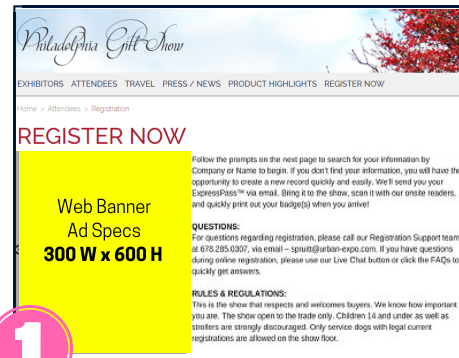 Philadelphia Gift Show
EXHIBITORS ATTENDEES TRAVEL PRESS / NEWS PRODUCT HIGHLIGHTS REGISTER NOW
Home > Attendees > Registration
REGISTER NOW
Web Banner
Ad Specs
300 W x 600 H
1
Follow the prompts on the next page to search for your information by
Company or Name to begin. If you don't find your information, you will have the
opportunity to create a new record quickly and easily. We'll send you your
ExpressPass™ via email. Bring it to the show, scan it with our onsite readers,
and quickly print out your badge(s) when you arrive!
QUESTIONS:
For questions regarding registration, please call our Registration Support team
at 678.285.0307, via email – spruitt@urban-expo.com. If you have questions
during online registration, please use our Live Chat button or click the FAQs to
quickly get answers.
RULES & REGULATIONS:
This is the show that respects and welcomes buyers. We know how important
you are. The show open to the trade only. Children 14 and under as well as
strollers are strongly discouraged. Only service dogs with legal current
registrations are allowed on the show floor.